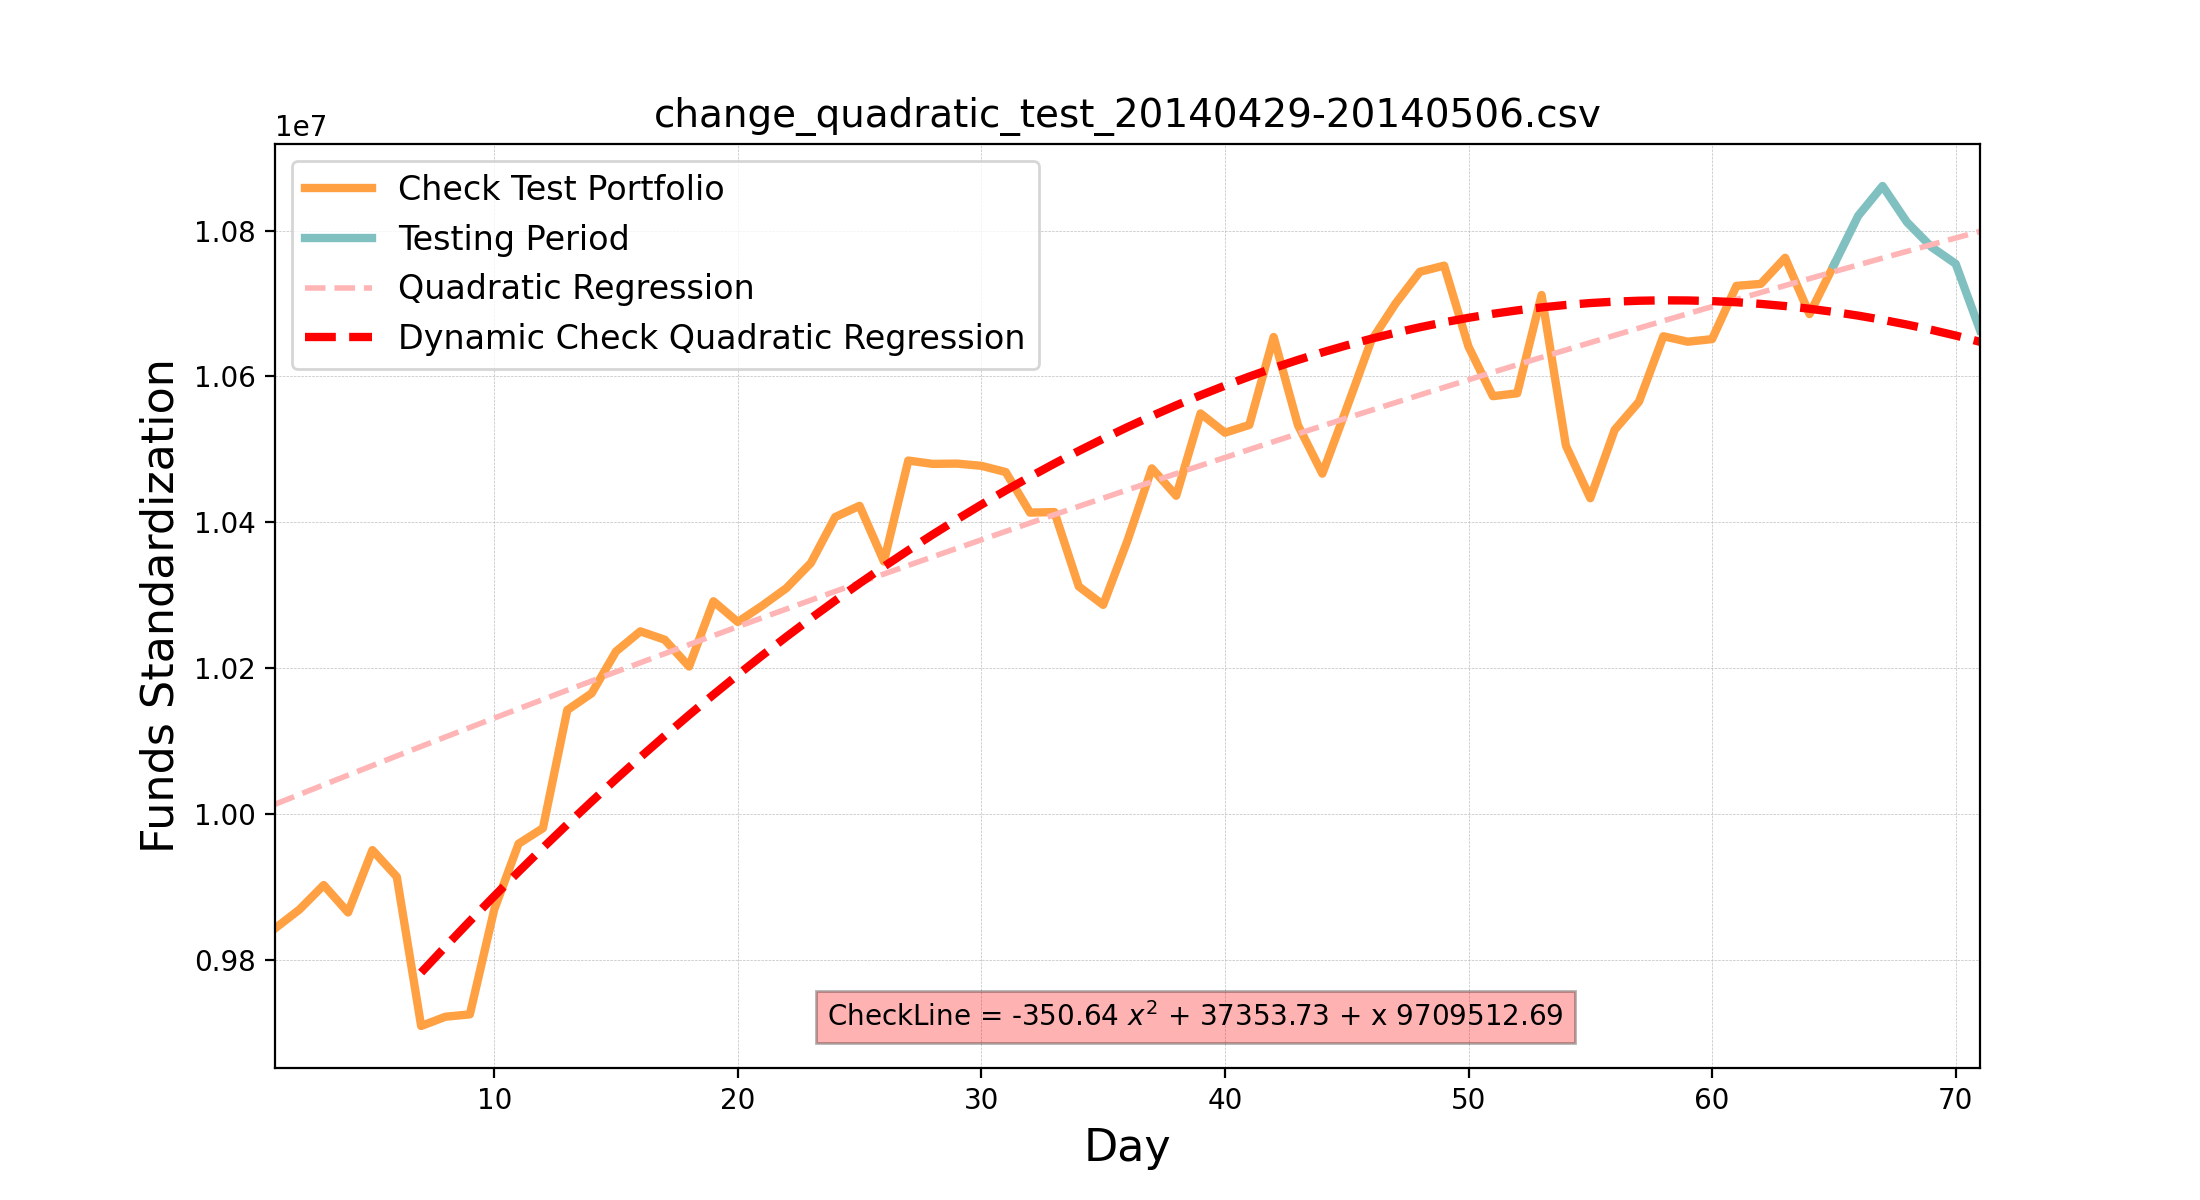 change_quadratic_test_20140429-20140506.csv
1e7
Check Test Portfolio
Testing Period
Quadratic Regression
Dynamic Check Quadratic Regression
1.08
1.06
1.04
1.02
1.00
0.98
Funds Standardization
CheckLine = -350.64 x² + 37353.73 + x 9709512.69
10 20 30 40 50 60 70
Day